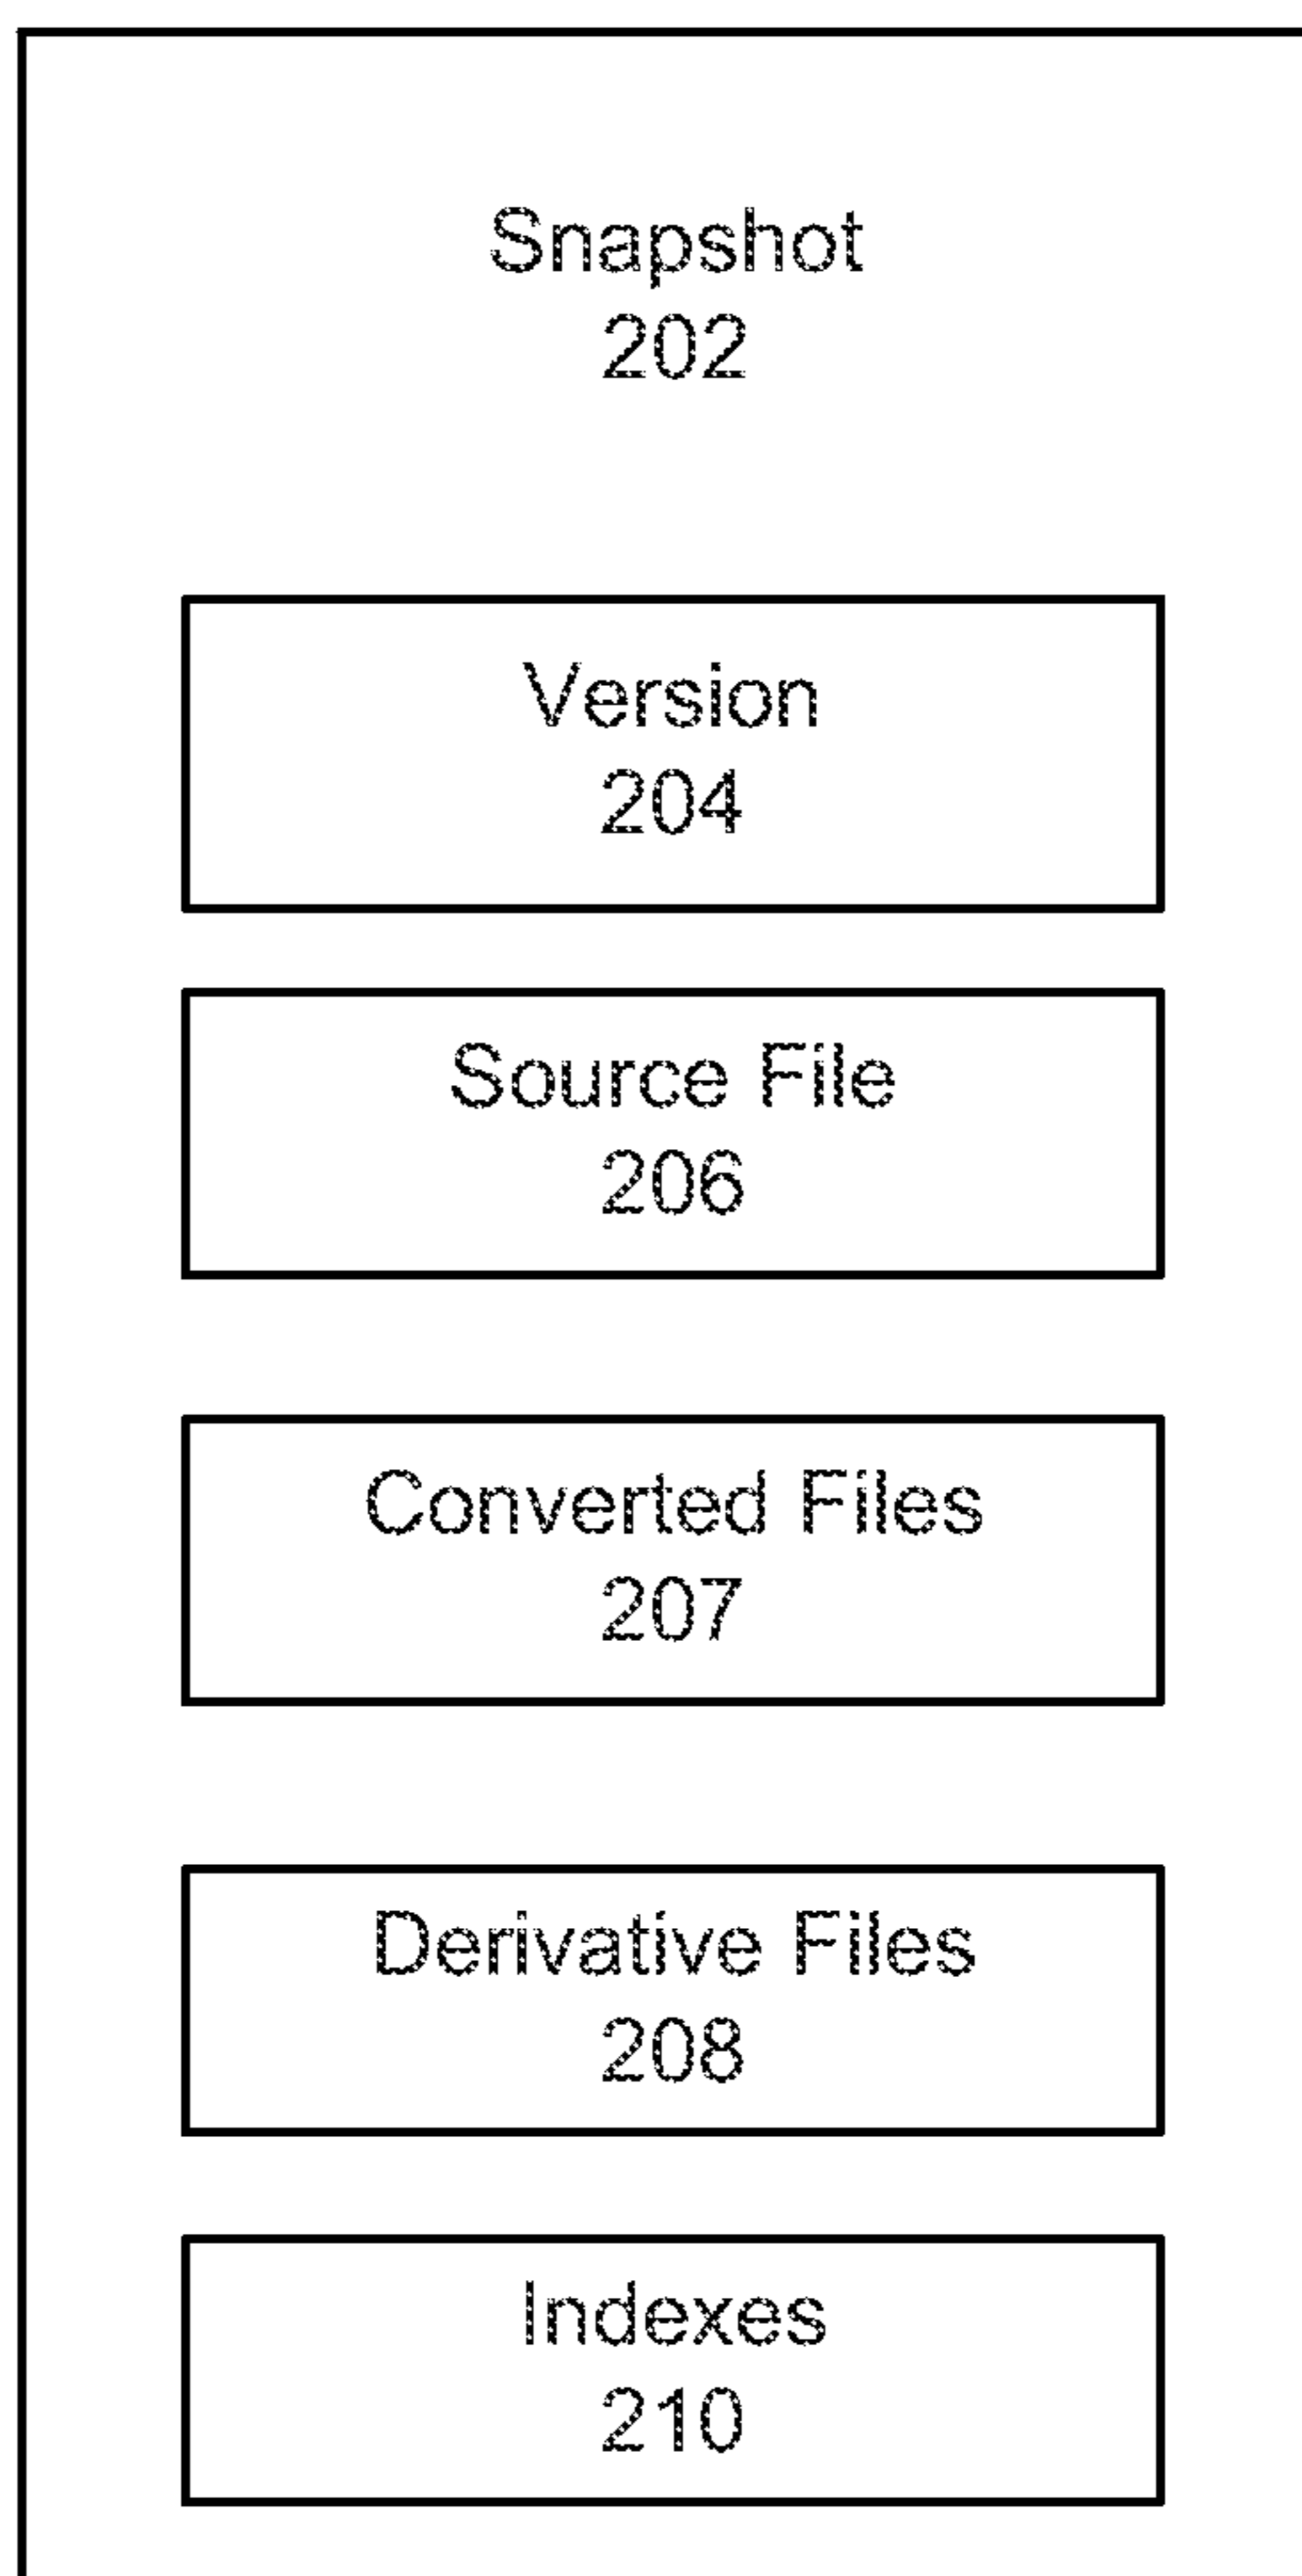 Snapshot
202
Version
204
Source File
206
Converted Files
207
Derivative Files
208
Indexes
210